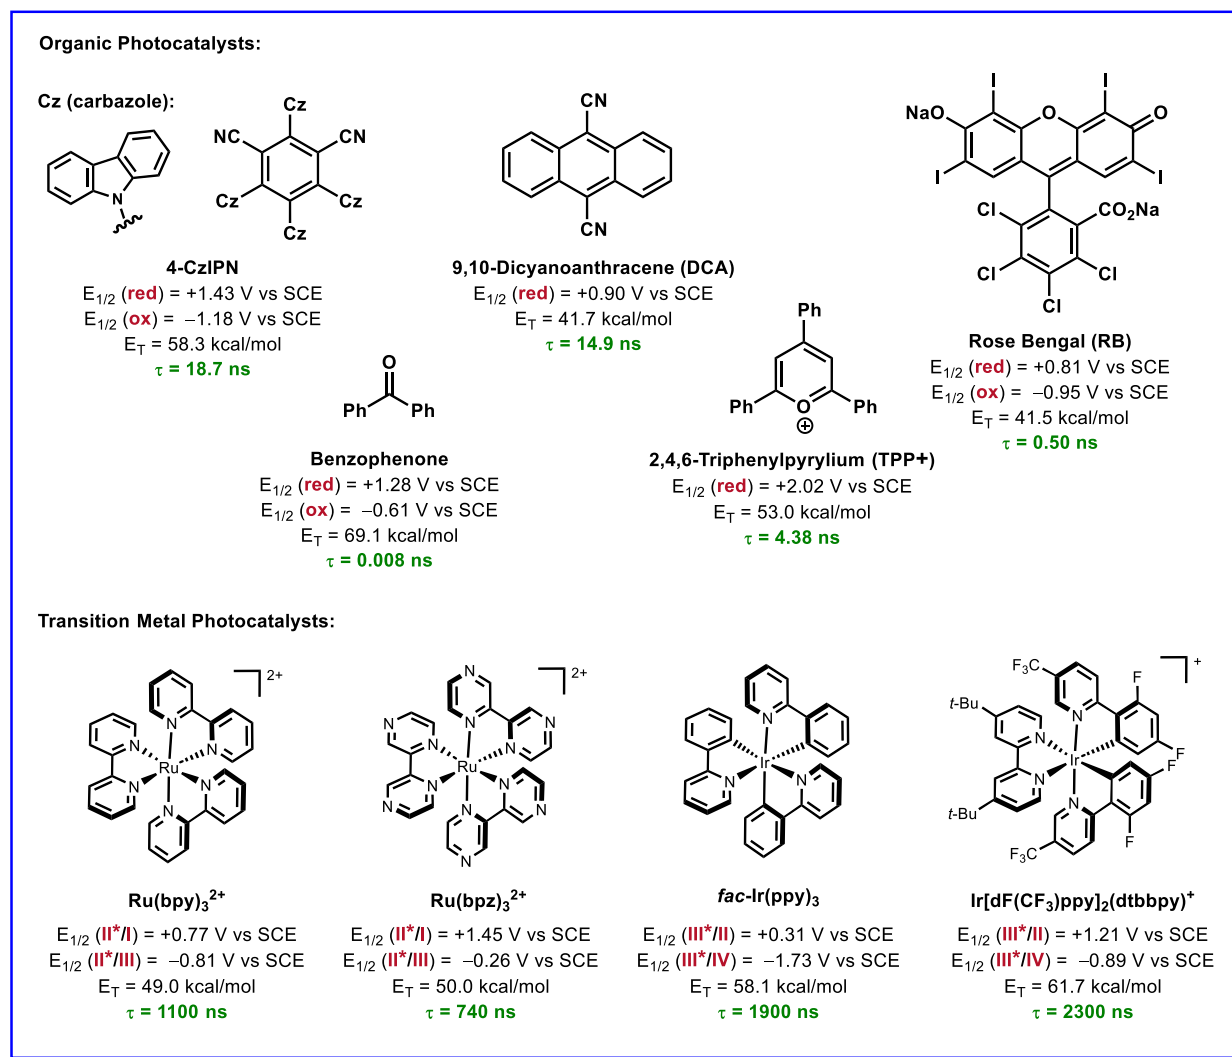 Organic Photocatalysts:
Cz (carbazole):
N
Cz
NC
CN
Cz
Cz
Cz
4-CzIPN
E1/2 (red) = +1.43 V vs SCE
E1/2 (ox) = −1.18 V vs SCE
ET = 58.3 kcal/mol
τ = 18.7 ns
CN
CN
9,10-Dicyanoanthracene (DCA)
E1/2 (red) = +0.90 V vs SCE
ET = 41.7 kcal/mol
τ = 14.9 ns
I
I
NaO
O
O
I
I
Cl
CO2Na
Cl
Cl
Cl
Rose Bengal (RB)
E1/2 (red) = +0.81 V vs SCE
E1/2 (ox) = −0.95 V vs SCE
ET = 41.5 kcal/mol
τ = 0.50 ns
O
Ph
Ph
Benzophenone
E1/2 (red) = +1.28 V vs SCE
E1/2 (ox) = −0.61 V vs SCE
ET = 69.1 kcal/mol
τ = 0.008 ns
Ph
Ph
O
Ph
⊕
2,4,6-Triphenylpyrylium (TPP+)
E1/2 (red) = +2.02 V vs SCE
ET = 53.0 kcal/mol
τ = 4.38 ns
Transition Metal Photocatalysts:
2+
N
N
N
Ru
N
N
N
Ru(bpy)3 2+
E1/2 (II*/I) = +0.77 V vs SCE
E1/2 (II*/III) = −0.81 V vs SCE
ET = 49.0 kcal/mol
τ = 1100 ns
2+
N
N
N
N
N
N
Ru
N
N
N
N
N
N
Ru(bpz)3 2+
E1/2 (II*/I) = +1.45 V vs SCE
E1/2 (II*/III) = −0.26 V vs SCE
ET = 50.0 kcal/mol
τ = 740 ns
N
Ir
N
N
fac-Ir(ppy)3
E1/2 (III*/II) = +0.31 V vs SCE
E1/2 (III*/IV) = −1.73 V vs SCE
ET = 58.1 kcal/mol
τ = 1900 ns
+
F3C
F
t-Bu
N
N
F
Ir
F
N
N
t-Bu
F
F3C
Ir[dF(CF3)ppy]2(dtbbpy)+
E1/2 (III*/II) = +1.21 V vs SCE
E1/2 (III*/IV) = −0.89 V vs SCE
ET = 61.7 kcal/mol
τ = 2300 ns